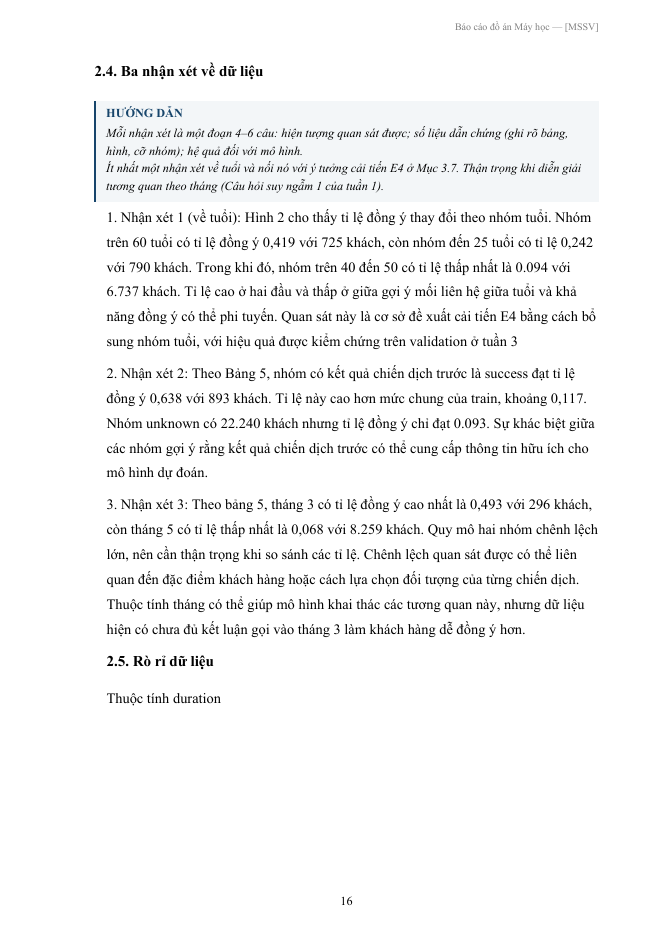 Báo cáo đồ án Máy học — [MSSV]
2.4. Ba nhận xét về dữ liệu
HƯỚNG DẪN
Mỗi nhận xét là một đoạn 4–6 câu: hiện tượng quan sát được; số liệu dẫn chứng (ghi rõ bảng,
hình, cỡ nhóm); hệ quả đối với mô hình.
Ít nhất một nhận xét về tuổi và nối nó với ý tưởng cải tiến E4 ở Mục 3.7. Thận trọng khi diễn giải
tương quan theo tháng (Câu hỏi suy ngẫm 1 của tuần 1).
1. Nhận xét 1 (về tuổi): Hình 2 cho thấy tỉ lệ đồng ý thay đổi theo nhóm tuổi. Nhóm
trên 60 tuổi có tỉ lệ đồng ý 0,419 với 725 khách, còn nhóm đến 25 tuổi có tỉ lệ 0,242
với 790 khách. Trong khi đó, nhóm trên 40 đến 50 có tỉ lệ thấp nhất là 0.094 với
6.737 khách. Tỉ lệ cao ở hai đầu và thấp ở giữa gợi ý mối liên hệ giữa tuổi và khả
năng đồng ý có thể phi tuyến. Quan sát này là cơ sở đề xuất cải tiến E4 bằng cách bổ
sung nhóm tuổi, với hiệu quả được kiểm chứng trên validation ở tuần 3
2. Nhận xét 2: Theo Bảng 5, nhóm có kết quả chiến dịch trước là success đạt tỉ lệ
đồng ý 0,638 với 893 khách. Tỉ lệ này cao hơn mức chung của train, khoảng 0,117.
Nhóm unknown có 22.240 khách nhưng tỉ lệ đồng ý chỉ đạt 0.093. Sự khác biệt giữa
các nhóm gợi ý rằng kết quả chiến dịch trước có thể cung cấp thông tin hữu ích cho
mô hình dự đoán.
3. Nhận xét 3: Theo bảng 5, tháng 3 có tỉ lệ đồng ý cao nhất là 0,493 với 296 khách,
còn tháng 5 có tỉ lệ thấp nhất là 0,068 với 8.259 khách. Quy mô hai nhóm chênh lệch
lớn, nên cần thận trọng khi so sánh các tỉ lệ. Chênh lệch quan sát được có thể liên
quan đến đặc điểm khách hàng hoặc cách lựa chọn đối tượng của từng chiến dịch.
Thuộc tính tháng có thể giúp mô hình khai thác các tương quan này, nhưng dữ liệu
hiện có chưa đủ kết luận gọi vào tháng 3 làm khách hàng dễ đồng ý hơn.
2.5. Rò rỉ dữ liệu
Thuộc tính duration
16